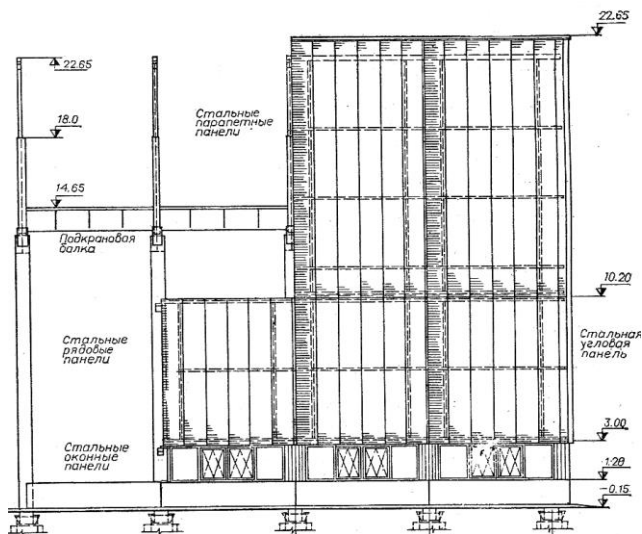 22.65
22.65
18.0
Стальные
парапетные
панели
14.65
Подкрановая
балка
10.20
Стальные
рядовые
панели
Стальная
угловая
панель
3.00
Стальные
оконные
панели
1.28
-0.15